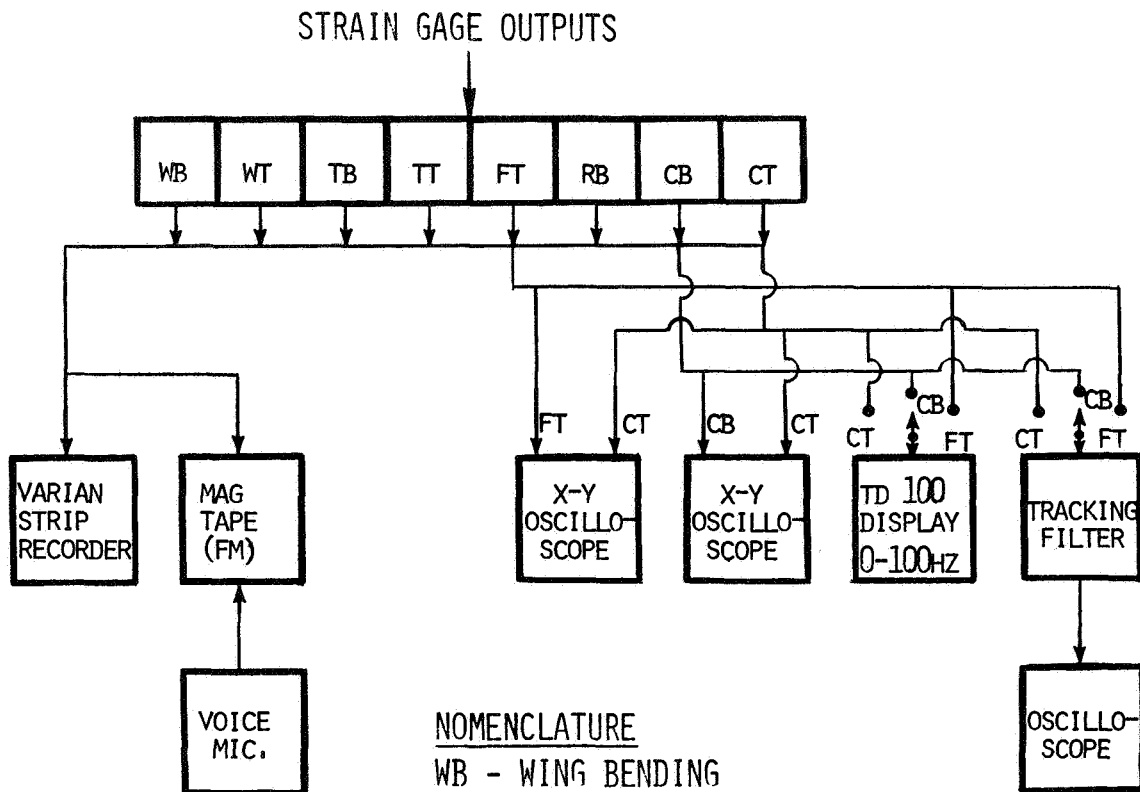 STRAIN GAGE OUTPUTS
WB WT TB TT FT RB CB CT
FT CT CB CT CT CB FT CT CB FT
VARIAN
STRIP
RECORDER
MAG
TAPE
(FM)
X-Y
OSCILLO-
SCOPE
X-Y
OSCILLO-
SCOPE
TD 100
DISPLAY
0-100HZ
TRACKING
FILTER
VOICE
MIC.
OSCILLO-
SCOPE
NOMENCLATURE
WB - WING BENDING